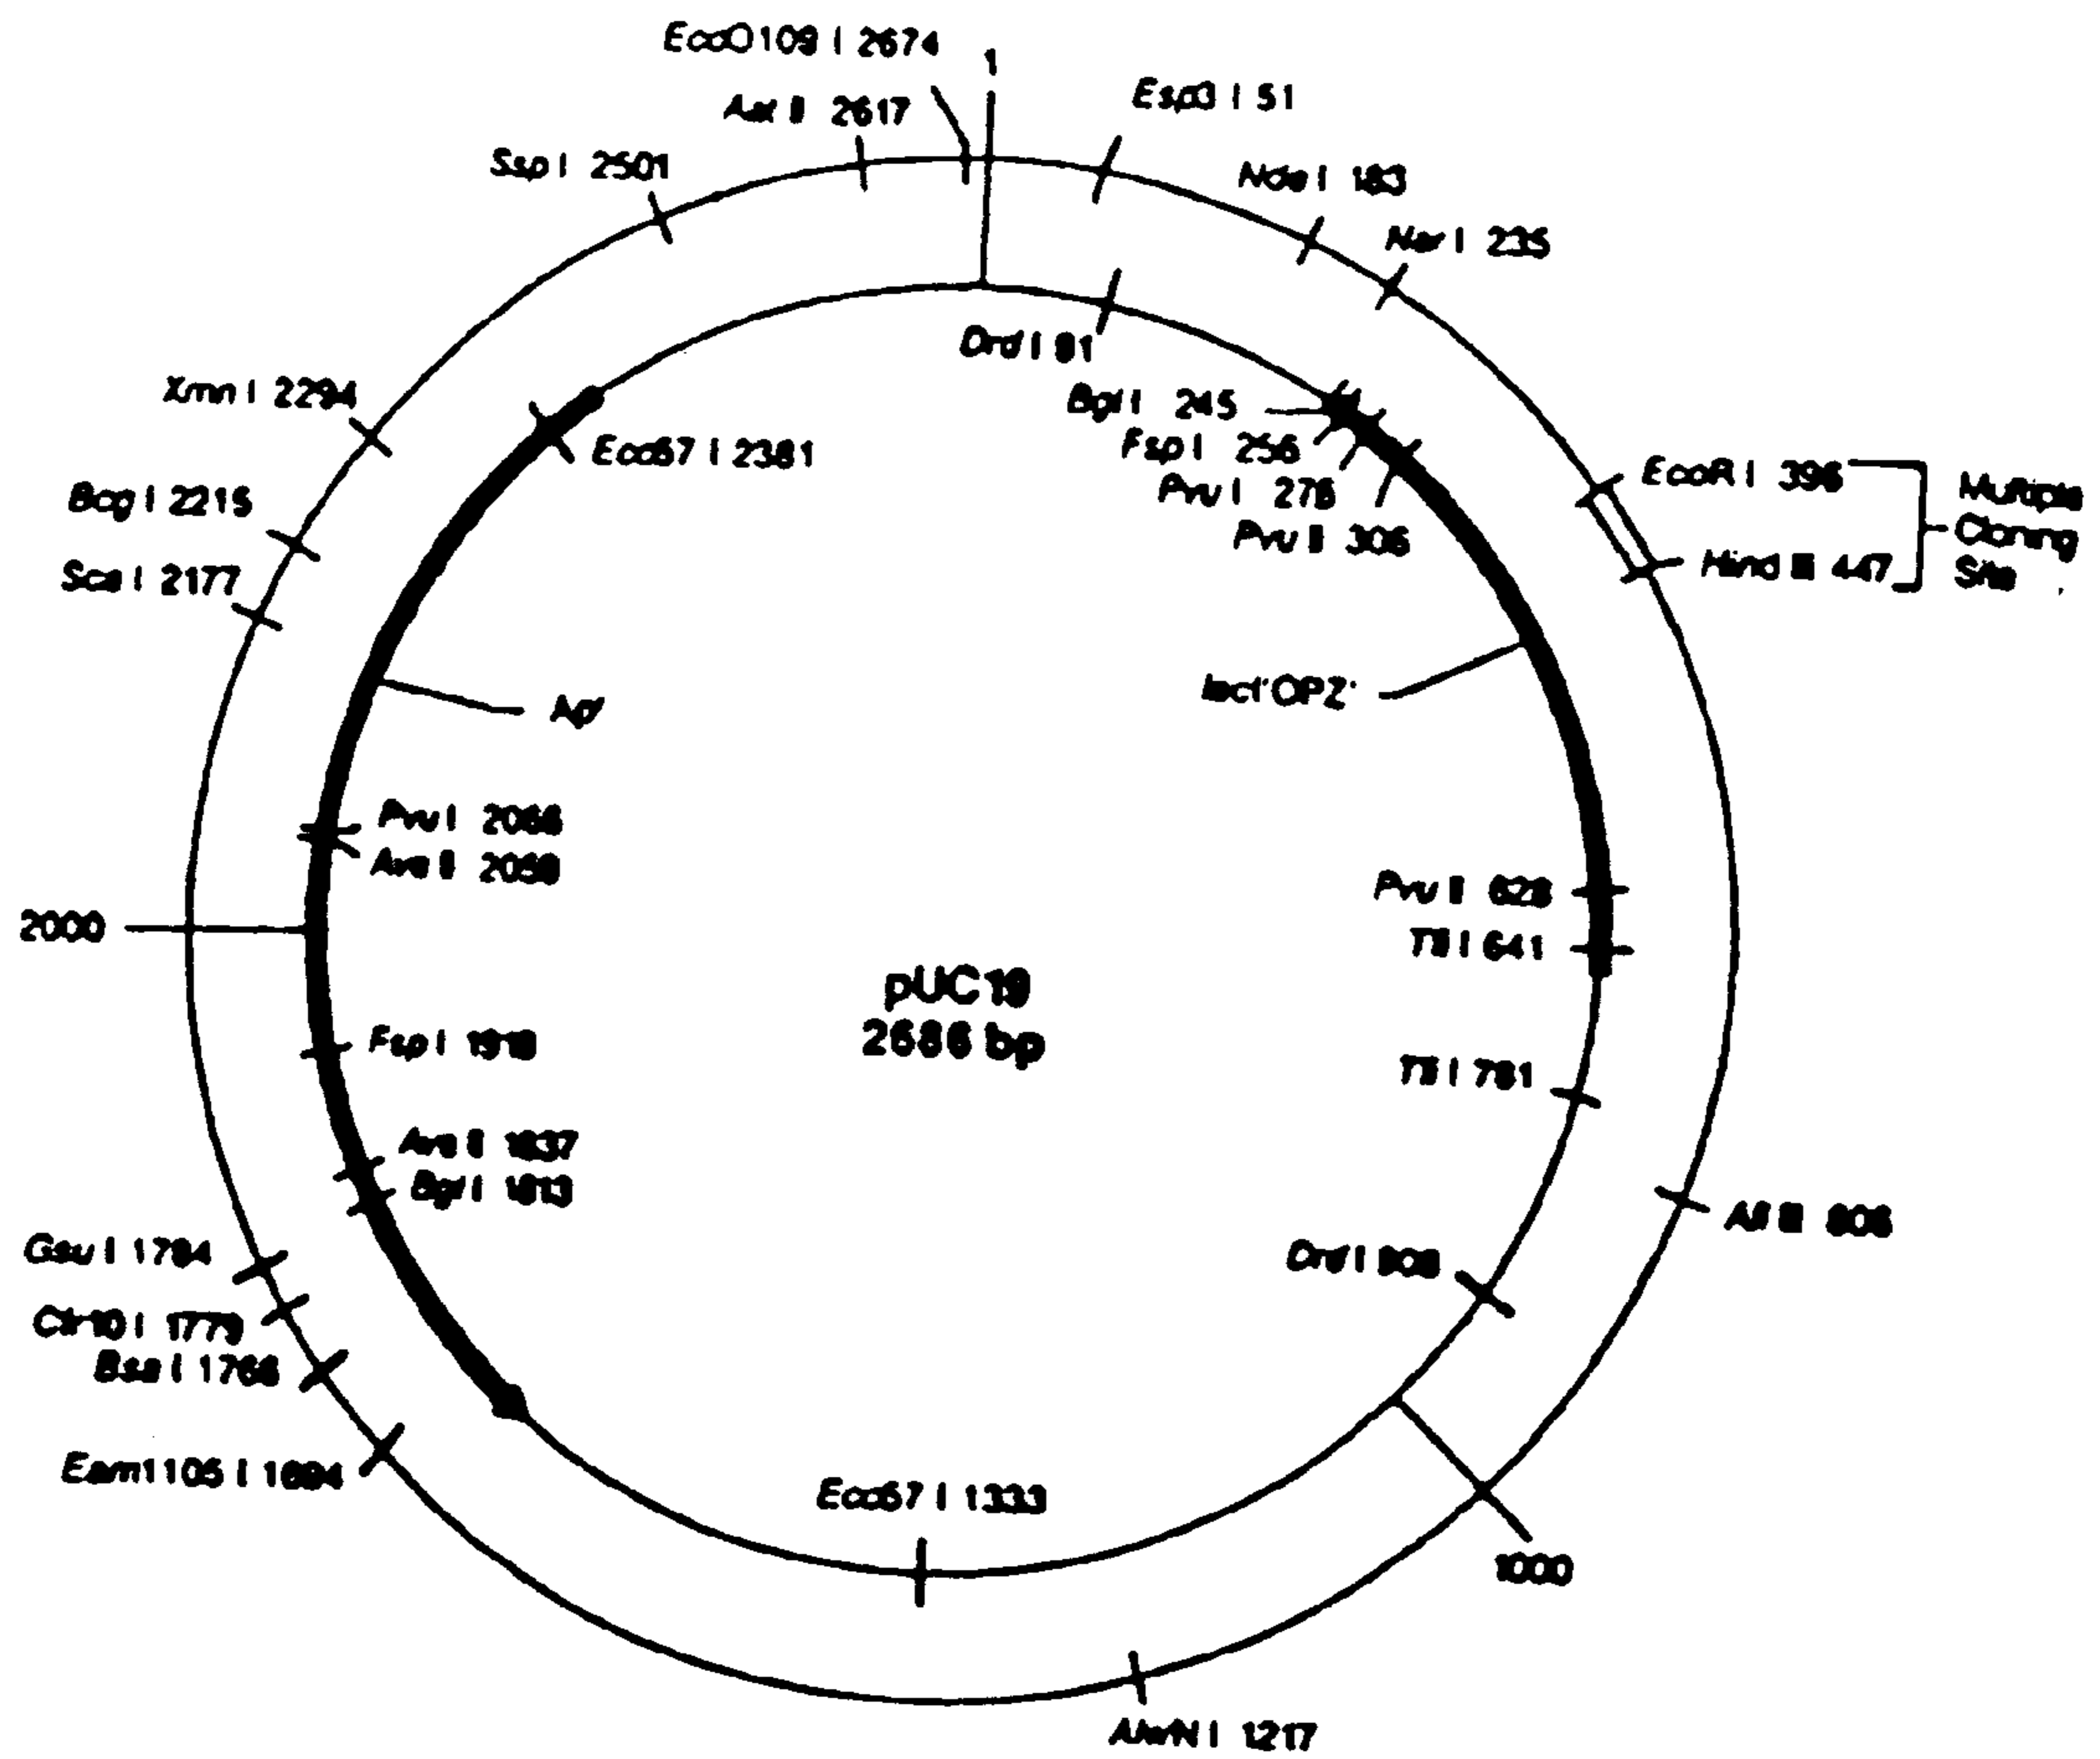 EcoO109 I 2674
1
Aat II 2617
Esp3 I 51
Ssp I 2501
Nde I 183
Nar I 235
Drd I 91
Xmn I 2294
Bgl I 245
Eco57 I 2381
Fsp I 256
EcoR I 396
Multiple
Pvu I 276
Bcg I 2215
Pvu II 306
Cloning
Sca I 2177
Hind III 447
Site
lacI'OPZ'
Ap
Pvu I 2066
Ava II 2059
Pvu II 628
2000
Tfi I 641
pUC19
2686 bp
Fsp I 1919
Tfi I 781
Ava II 1837
Bgl I 1813
Afl III 806
Gsu I 1784
Drd I 908
Cfr10 I 1779
Bsa I 1766
Eam1105 I 1694
Eco57 I 1333
1000
AlwN I 1217